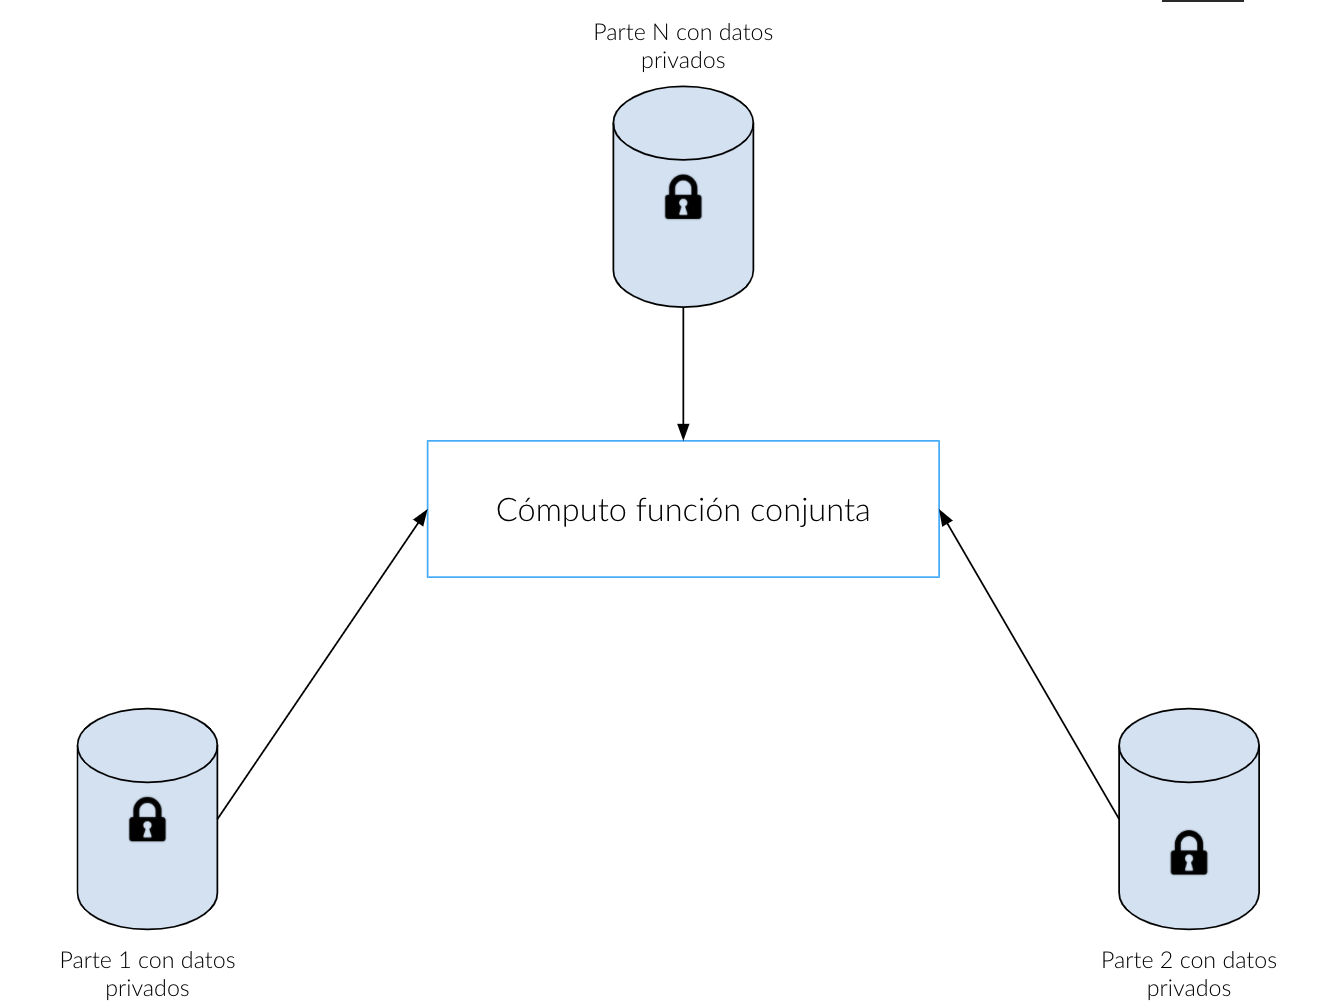 Parte N con datos
privados
Cómputo función conjunta
Parte 1 con datos
privados
Parte 2 con datos
privados